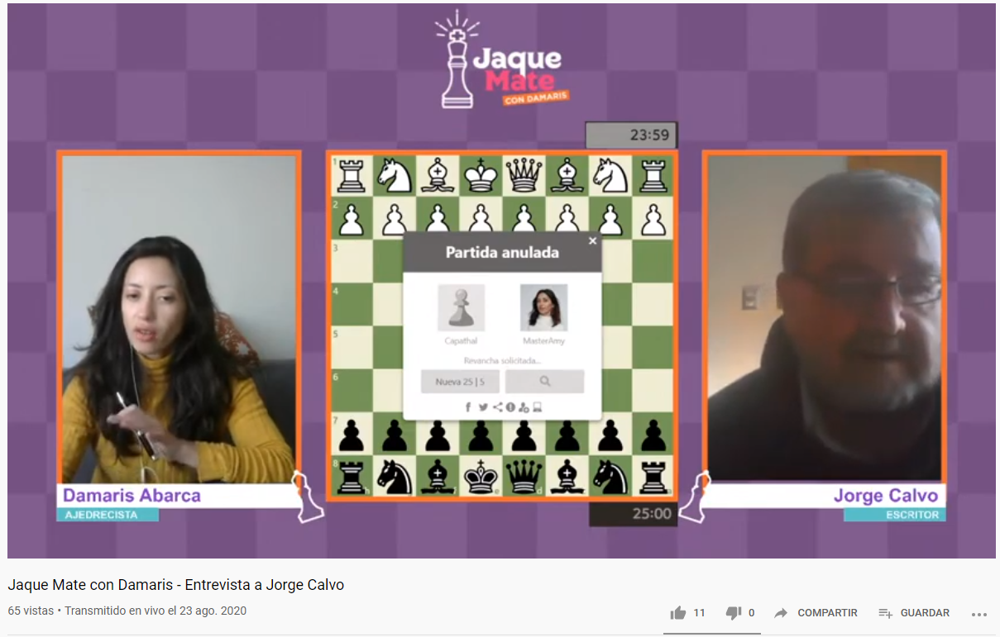 Jaque
Mate
CON DAMARIS
23:59
1
2
3
4
5
6
7
8
Partida anulada
×
Capathal
MasterAmy
Revancha solicitada...
Nueva 25 | 5
h
f
e
d
25:00
Damaris Abarca
AJEDRECISTA
Jorge Calvo
ESCRITOR
Jaque Mate con Damaris - Entrevista a Jorge Calvo
65 vistas • Transmitido en vivo el 23 ago. 2020
11
0
COMPARTIR
GUARDAR